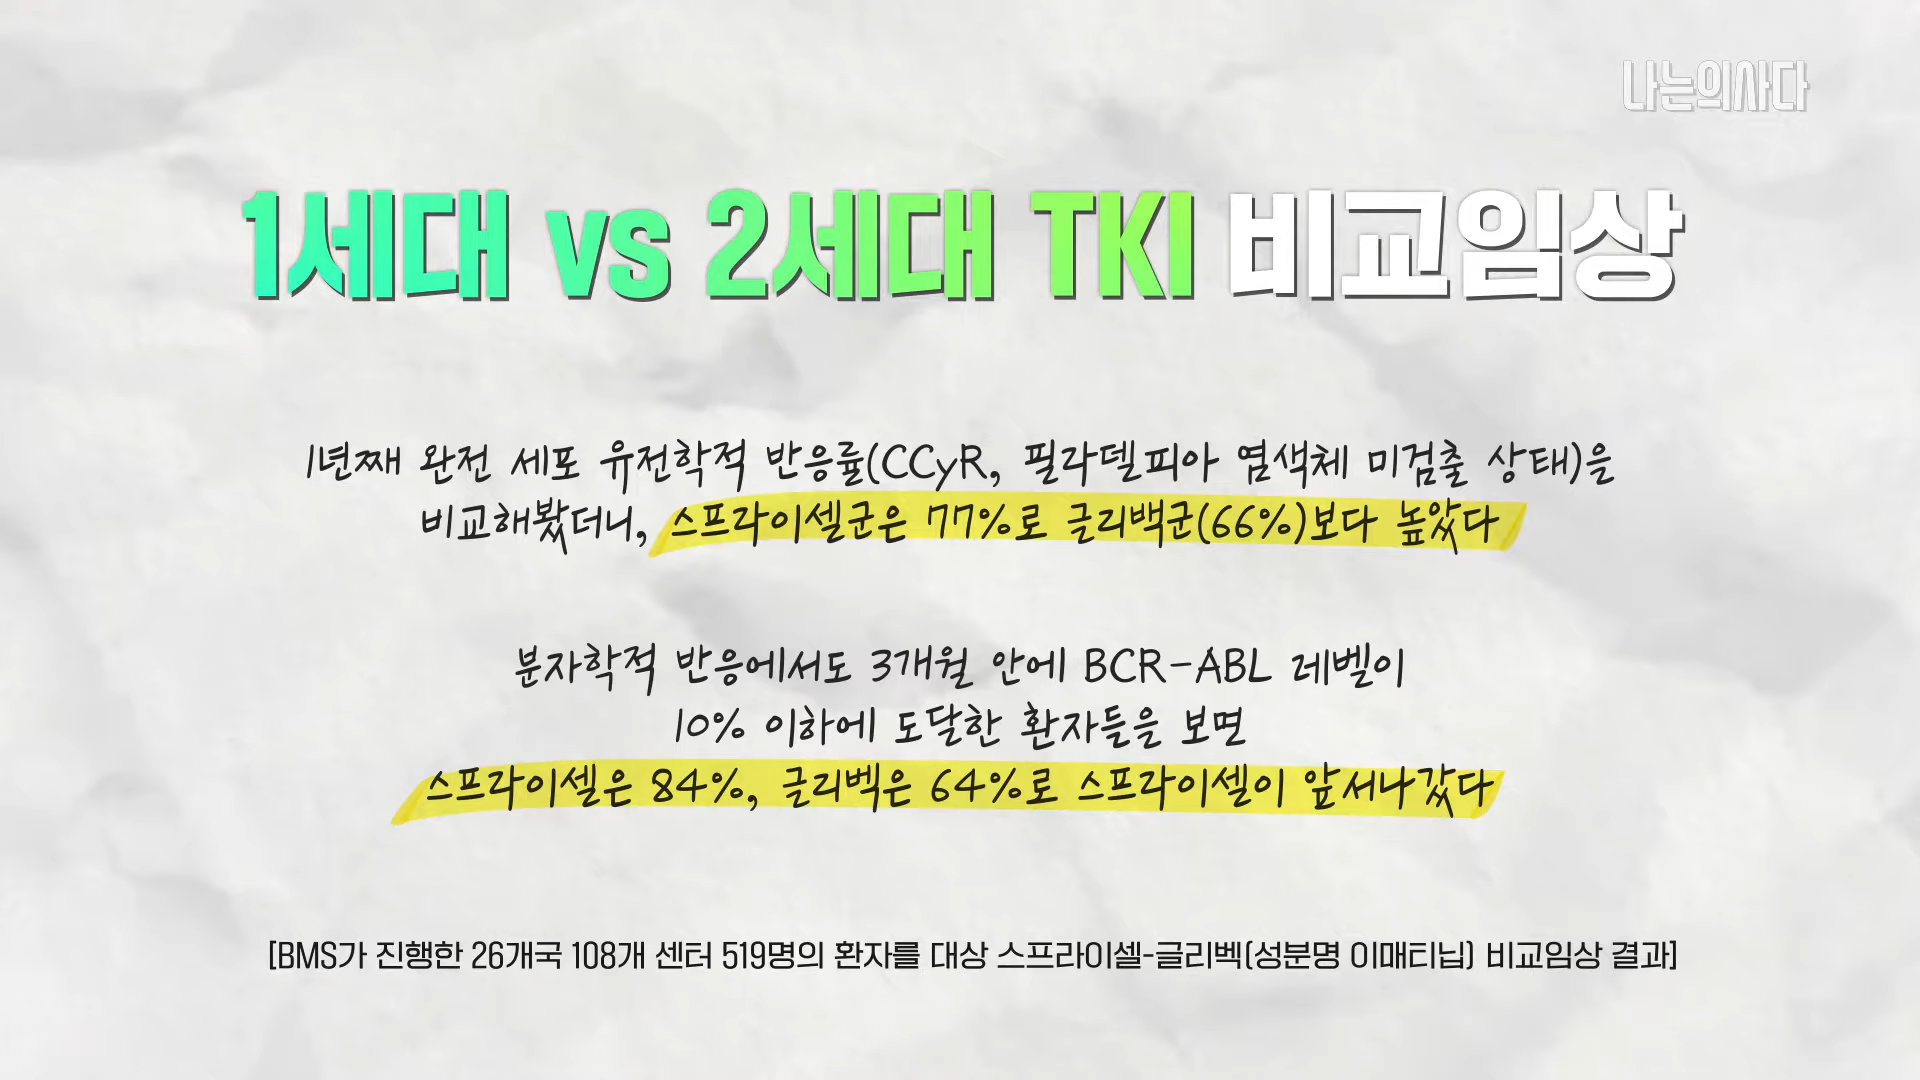 나는의사다
1세대 vs 2세대 TKI 비교임상
1년째 완전 세포 유전학적 반응률(CCyR, 필라델피아 염색체 미검출 상태)을
비교해봤더니, 스프라이셀군은 77%로 글리백군(66%)보다 높았다
분자학적 반응에서도 3개월 안에 BCR-ABL 레벨이
10% 이하에 도달한 환자들을 보면
스프라이셀은 84%, 글리벡은 64%로 스프라이셀이 앞서나갔다
[BMS가 진행한 26개국 108개 센터 519명의 환자를 대상 스프라이셀-글리벡(성분명 이매티닙) 비교임상 결과]